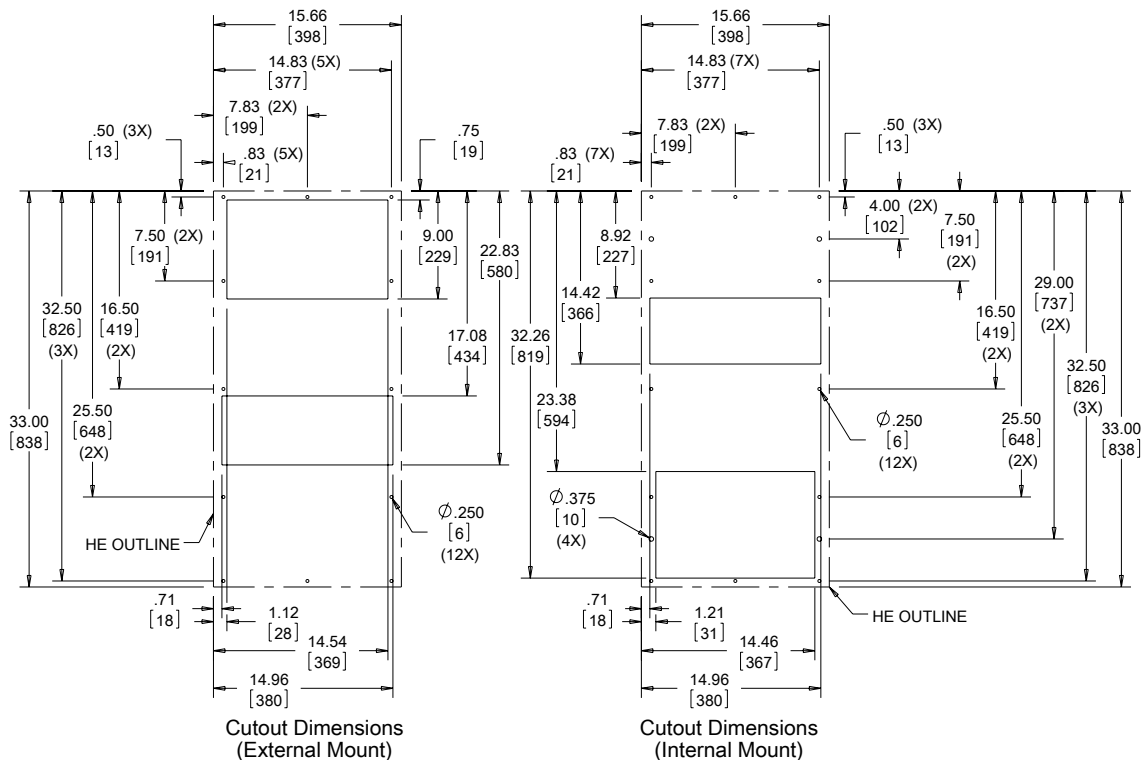 15.66
[398]
14.83 (5X)
[377]
7.83 (2X)
[199]
.50 (3X)
[13]
.83 (5X)
[21]
.75
[19]
7.50 (2X)
[191]
9.00
[229]
22.83
[580]
32.50
[826]
(3X)
16.50
[419]
(2X)
17.08
[434]
33.00
[838]
25.50
[648]
(2X)
HE OUTLINE
Ø.250
[6]
(12X)
.71
[18]
1.12
[28]
14.54
[369]
14.96
[380]
Cutout Dimensions
(External Mount)
15.66
[398]
14.83 (7X)
[377]
7.83 (2X)
[199]
.83 (7X)
[21]
.50 (3X)
[13]
4.00 (2X)
[102]
7.50
[191]
(2X)
8.92
[227]
14.42
[366]
32.26
[819]
23.38
[594]
29.00
[737]
(2X)
16.50
[419]
(2X)
32.50
[826]
(3X)
25.50
[648]
(2X)
33.00
[838]
Ø.250
[6]
(12X)
Ø.375
[10]
(4X)
HE OUTLINE
.71
[18]
1.21
[31]
14.46
[367]
14.96
[380]
Cutout Dimensions
(Internal Mount)